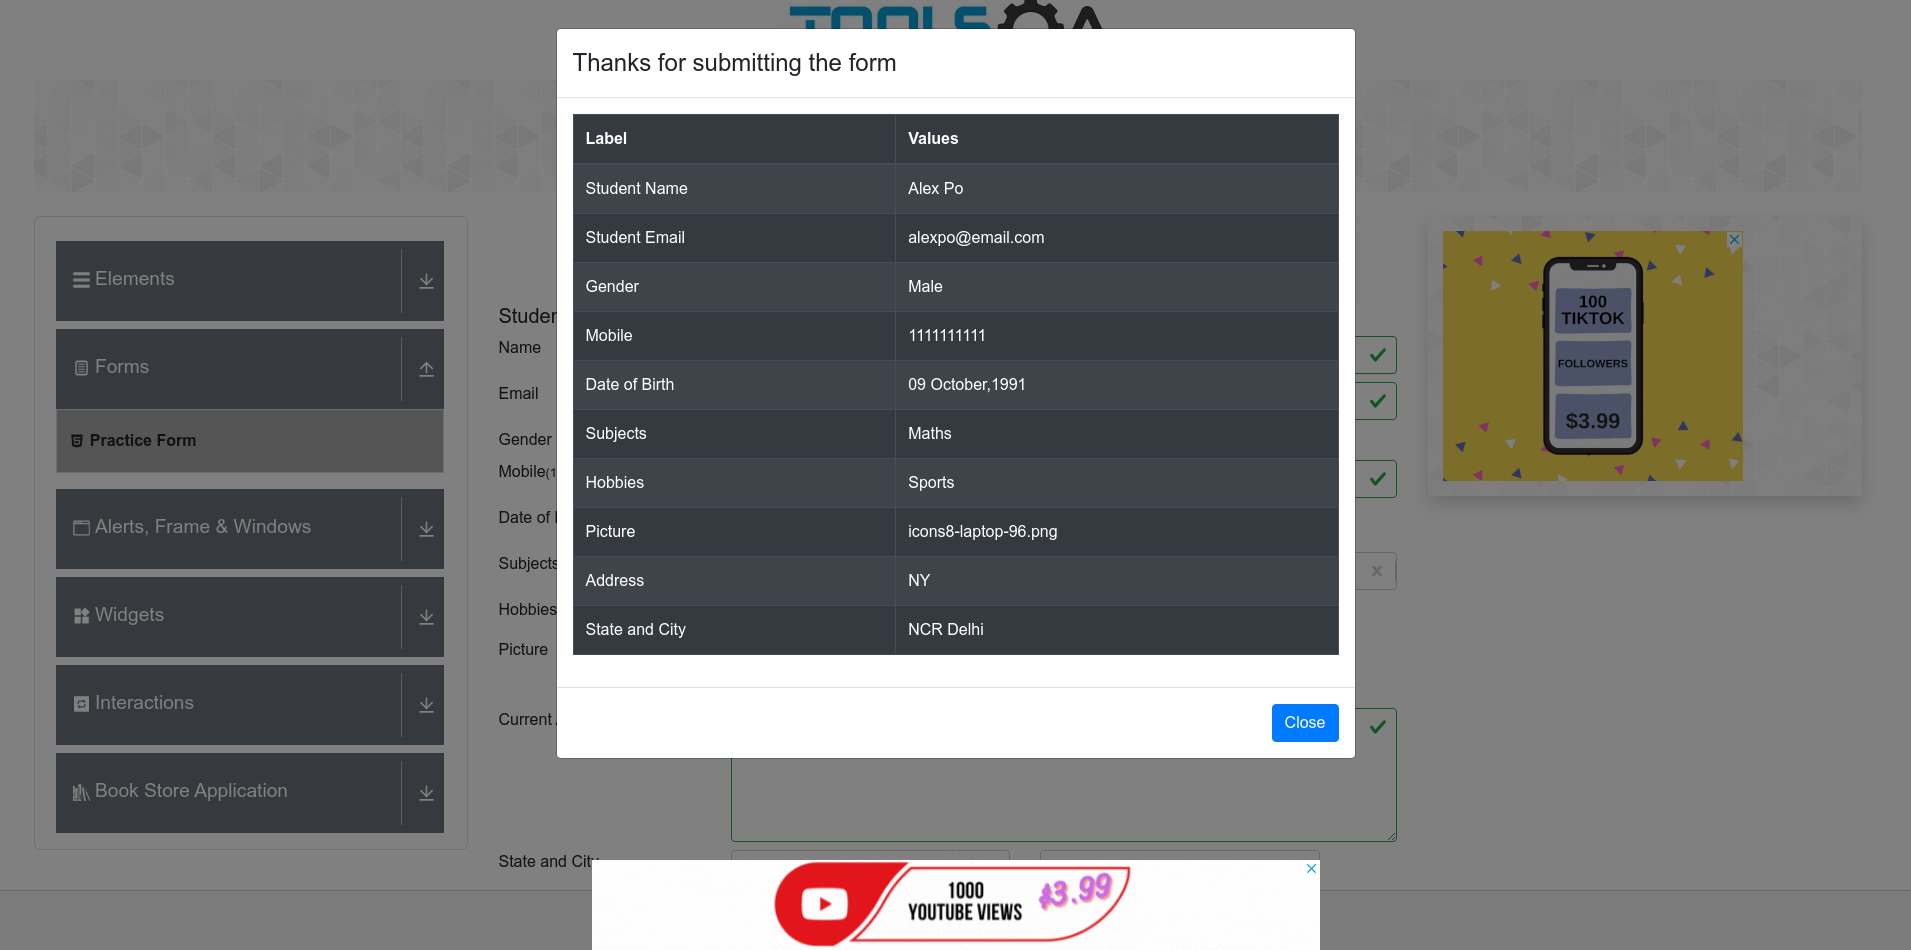 TOOLSQA
Thanks for submitting the form
Label Values
Student Name Alex Po
Student Email alexpo@email.com
Gender Male
Mobile 1111111111
Date of Birth 09 October,1991
Subjects Maths
Hobbies Sports
Picture icons8-laptop-96.png
Address NY
State and City NCR Delhi
Close
Elements
Forms
Practice Form
Alerts, Frame & Windows
Widgets
Interactions
Book Store Application
Name
Email
Gender
Mobile(1
Date of
Subjects
Hobbies
Picture
Current
State and City
100
TIKTOK
FOLLOWERS
$3.99
1000
YOUTUBE VIEWS
$3.99